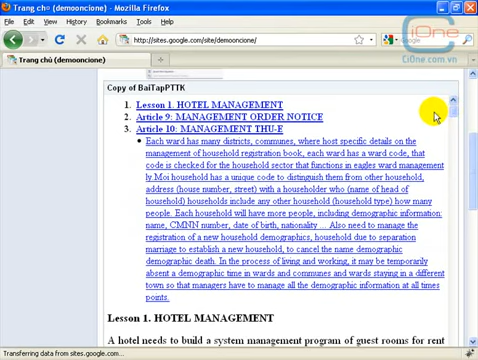 Trang chủ (demooncione) - Mozilla Firefox
File Edit View History Bookmarks Tools Help
http://sites.google.com/site/demooncione/
CiOne
CiOne.com.vn
Trang chủ (demooncione)
Copy of BaiTapPTTK
1. Lesson 1. HOTEL MANAGEMENT
2. Article 9: MANAGEMENT ORDER NOTICE
3. Article 10: MANAGEMENT THU-E
• Each ward has many districts, communes, where host specific details on the
management of household registration book, each ward has a ward code, that
code is checked for the household sector that functions in eagles ward management
ly.Moi household has a unique code to distinguish them from other household,
address (house number, street) with a householder who (name of head of
household) households include any other household (household type) how many
people. Each household will have more people, including demographic information:
name, CMNN number, date of birth, nationality ... Also need to manage the
registration of a new household demographics, household due to separation
marriage to establish a new household, to cancel the name demographic
demographic death. In the process of living and working, it may be temporarily
absent a demographic time in wards and communes and wards staying in a different
town so that managers have to manage all the demographic information at all times
points.
Lesson 1. HOTEL MANAGEMENT
A hotel needs to build a system management program of guest rooms for rent
Transferring data from sites.google.com...